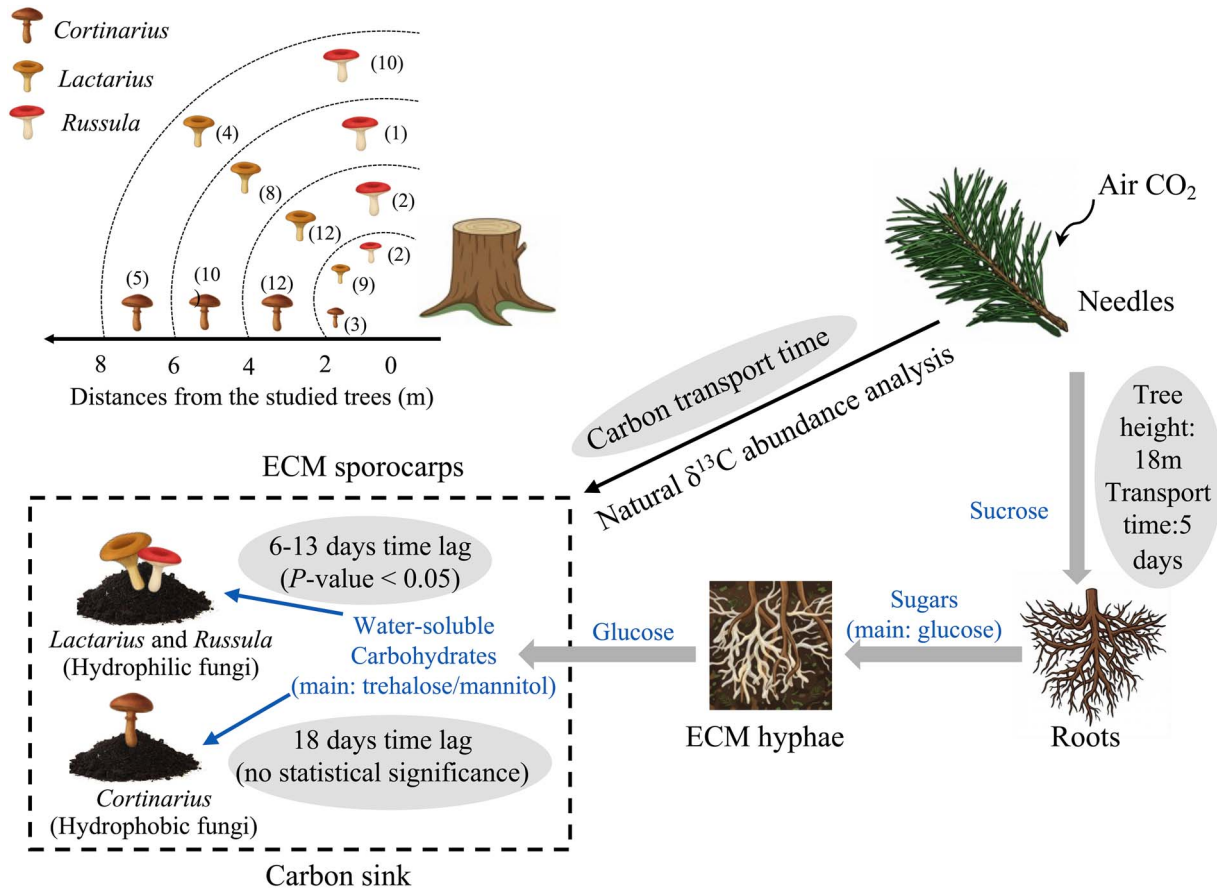 Cortinarius
Lactarius
Russula
(10)
(4)
(1)
(8)
(2)
(12)
(2)
(9)
(5)
(10
)
(12)
(3)
8 6 4 2 0
Distances from the studied trees (m)
Air CO₂
Needles
Carbon transport time
Natural δ¹³C abundance analysis
Tree
height:
18m
Transport
time:5
days
Sucrose
ECM sporocarps
6-13 days time lag
(P-value < 0.05)
Lactarius and Russula
(Hydrophilic fungi)
Water-soluble
Carbohydrates
(main: trehalose/mannitol)
Glucose
Sugars
(main: glucose)
ECM hyphae
Roots
18 days time lag
(no statistical significance)
Cortinarius
(Hydrophobic fungi)
Carbon sink